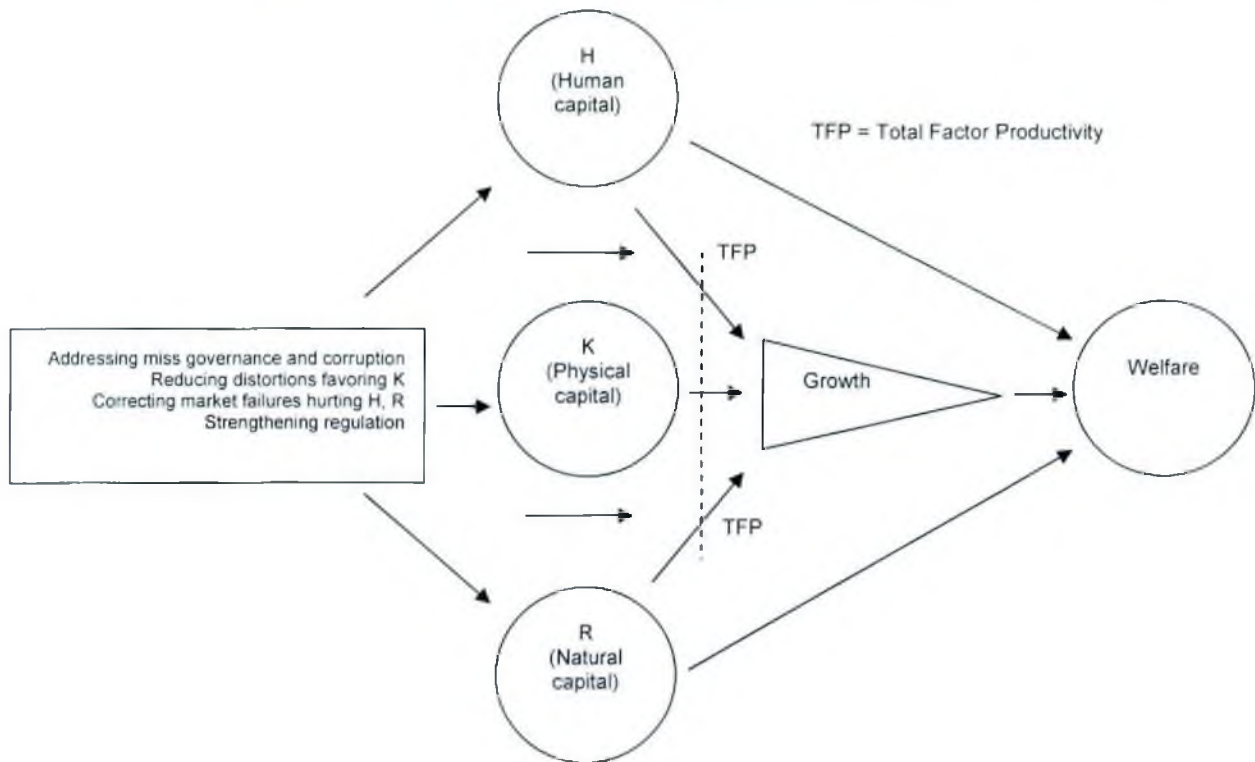 H
(Human
capital)
TFP = Total Factor Productivity
TFP
Addressing miss governance and corruption
Reducing distortions favoring K
Correcting market failures hurting H, R
Strengthening regulation
K
(Physical
capital)
Growth
Welfare
TFP
R
(Natural
capital)